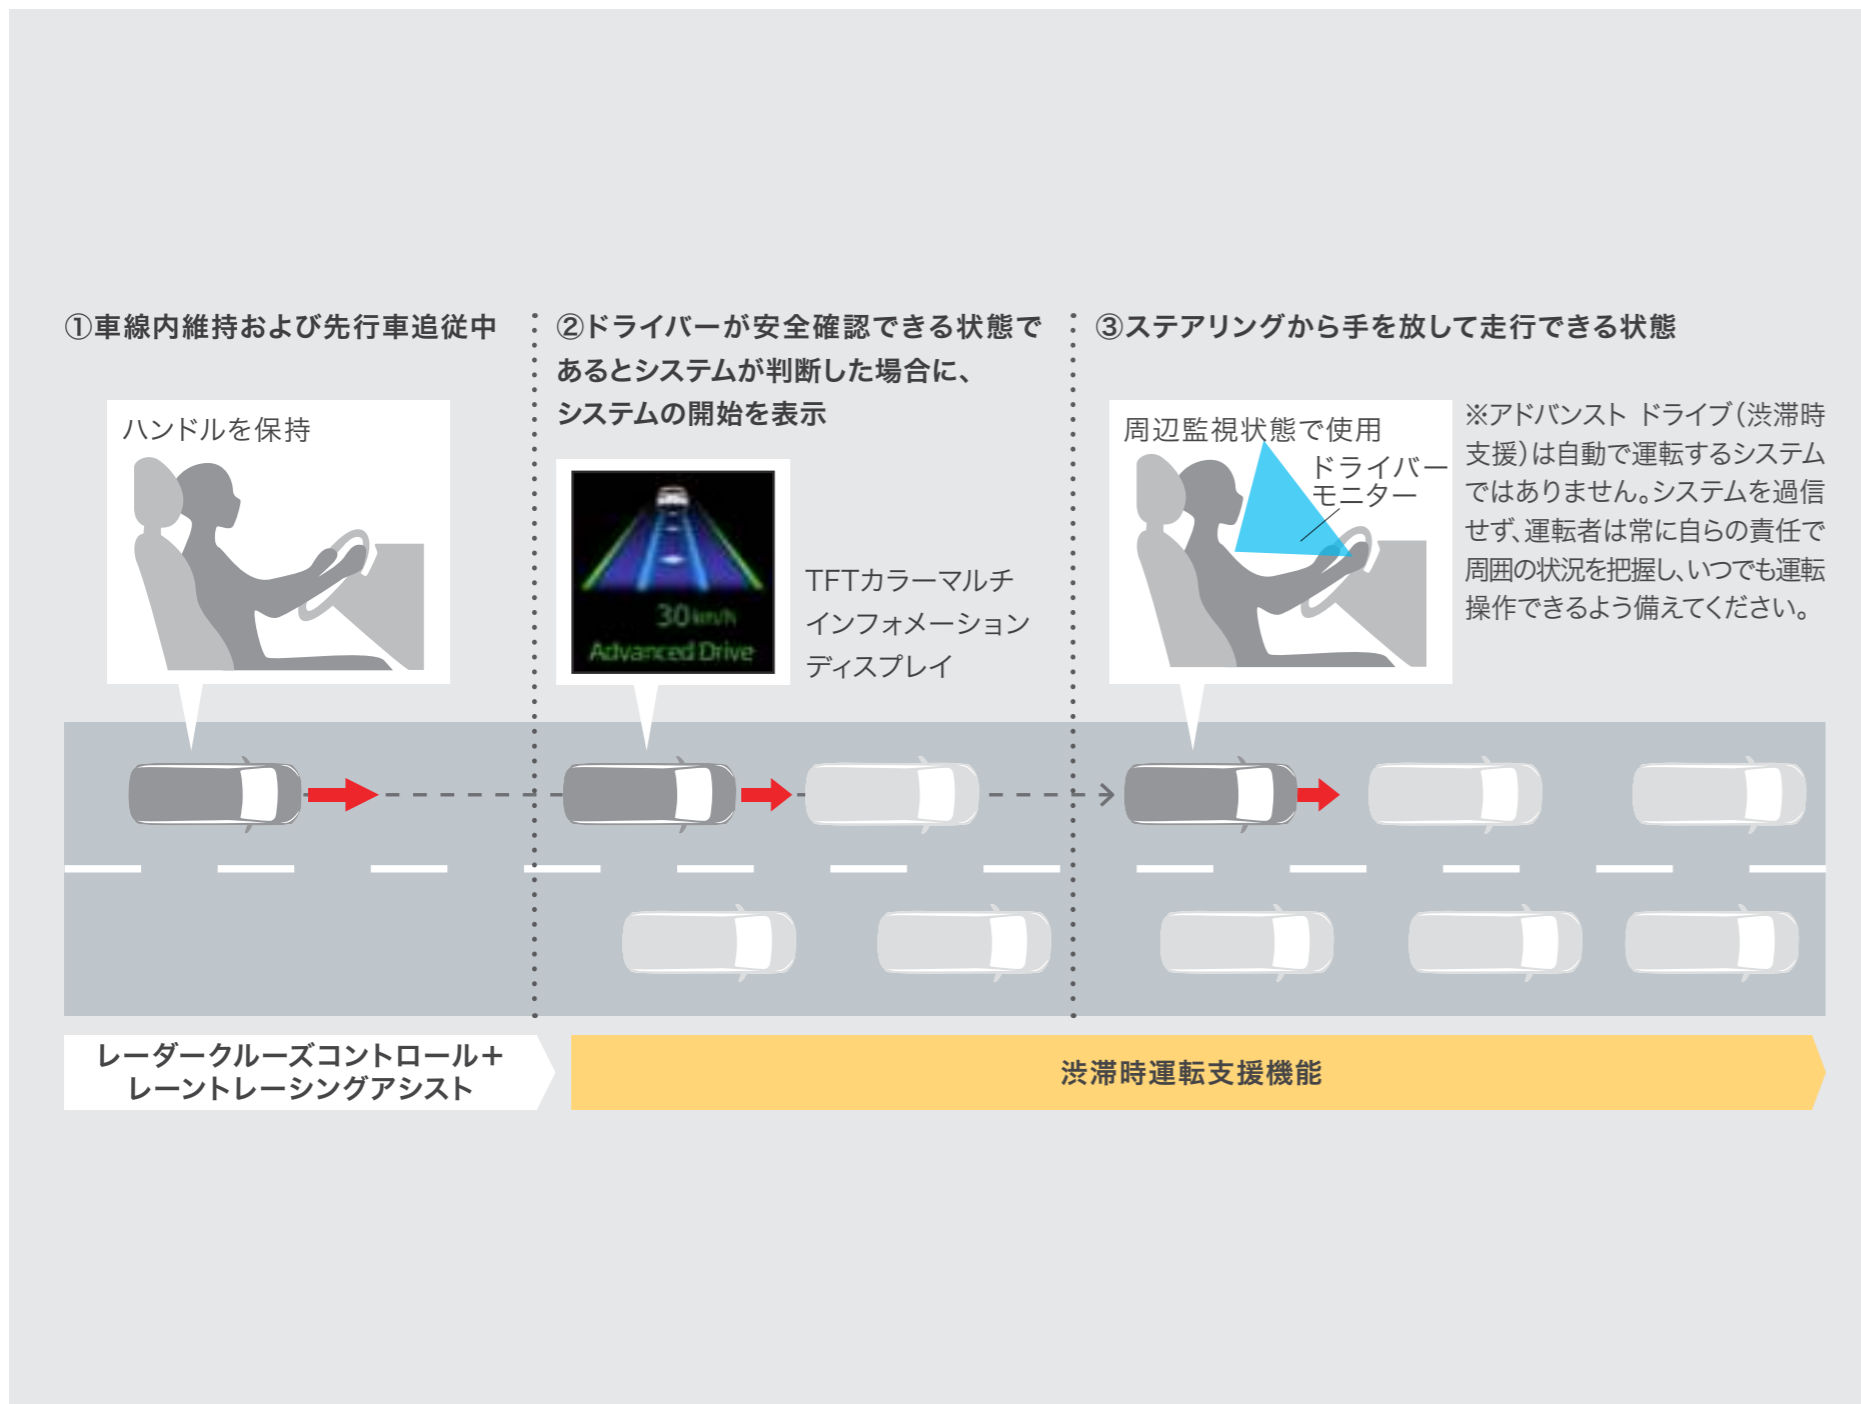 ①車線内維持および先行車追従中
ハンドルを保持
②ドライバーが安全確認できる状態で
あるとシステムが判断した場合に、
システムの開始を表示
30km/h
Advanced Drive
TFTカラーマルチ
インフォメーション
ディスプレイ
③ステアリングから手を放して走行できる状態
周辺監視状態で使用
ドライバー
モニター
※アドバンスト ドライブ(渋滞時
支援)は自動で運転するシステム
ではありません。システムを過信
せず、運転者は常に自らの責任で
周囲の状況を把握し、いつでも運転
操作できるよう備えてください。
レーダークルーズコントロール＋
レーントレーシングアシスト
渋滞時運転支援機能